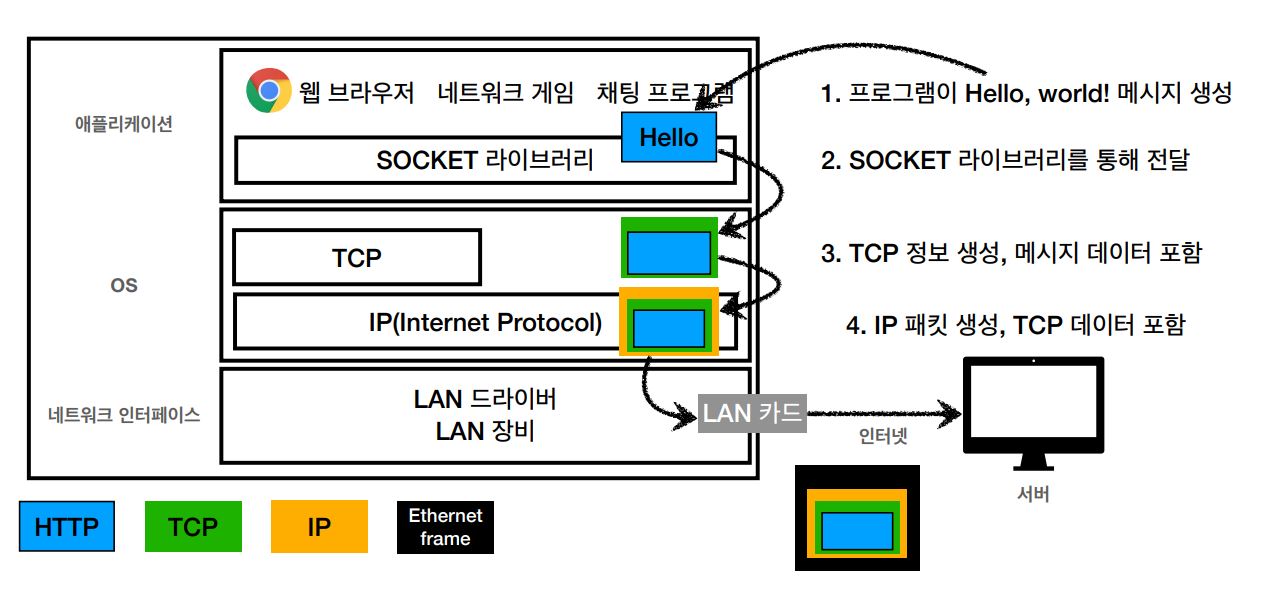 애플리케이션
웹 브라우저 네트워크 게임 채팅 프로그램
Hello
SOCKET 라이브러리
1. 프로그램이 Hello, world! 메시지 생성
2. SOCKET 라이브러리를 통해 전달
OS
TCP
IP(Internet Protocol)
3. TCP 정보 생성, 메시지 데이터 포함
4. IP 패킷 생성, TCP 데이터 포함
네트워크 인터페이스
LAN 드라이버
LAN 장비
LAN 카드
인터넷
서버
HTTP
TCP
IP
Ethernet
frame